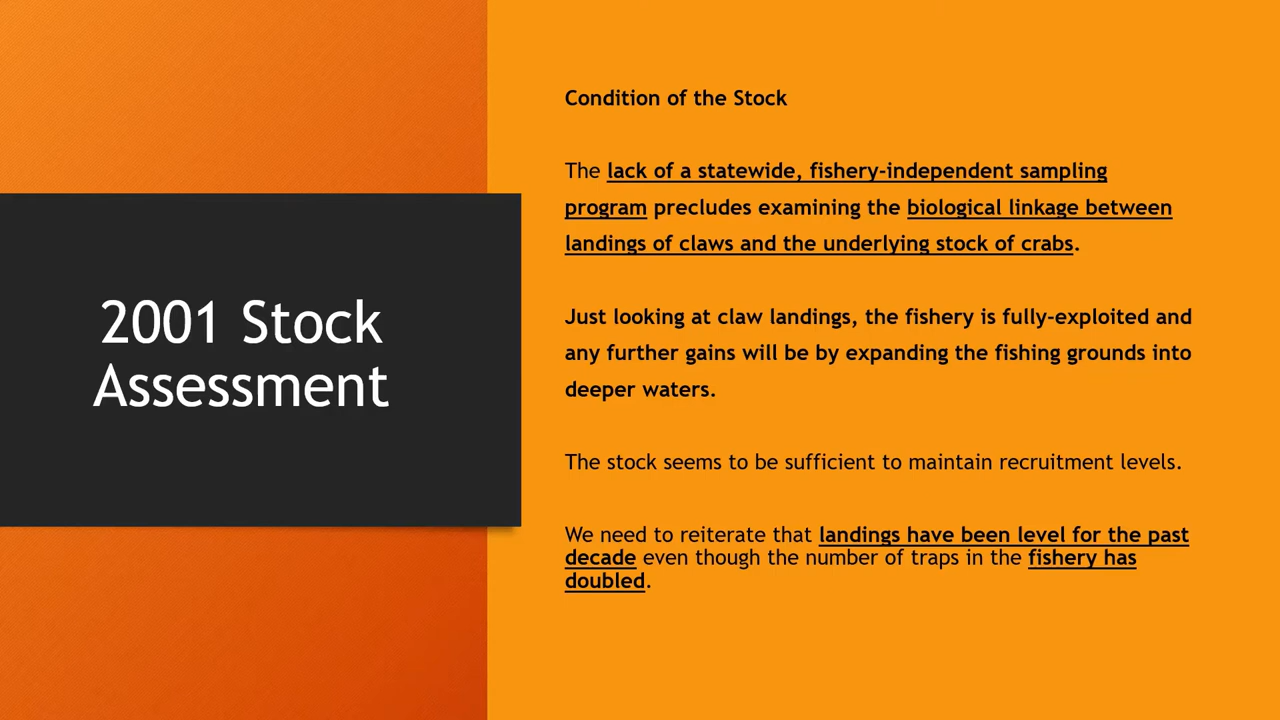 2001 Stock
Assessment
Condition of the Stock
The lack of a statewide, fishery-independent sampling
program precludes examining the biological linkage between
landings of claws and the underlying stock of crabs.
Just looking at claw landings, the fishery is fully-exploited and
any further gains will be by expanding the fishing grounds into
deeper waters.
The stock seems to be sufficient to maintain recruitment levels.
We need to reiterate that landings have been level for the past
decade even though the number of traps in the fishery has
doubled.